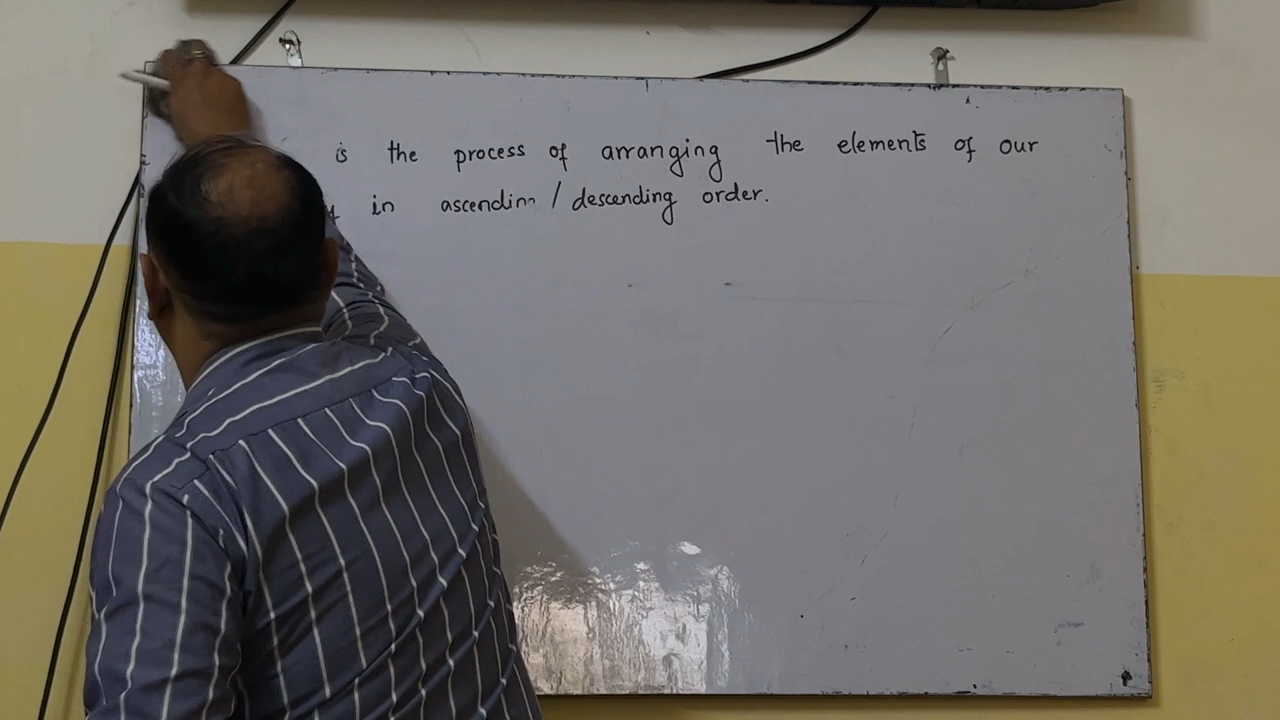 is the process of arranging the elements of our
in ascendin / descending order.